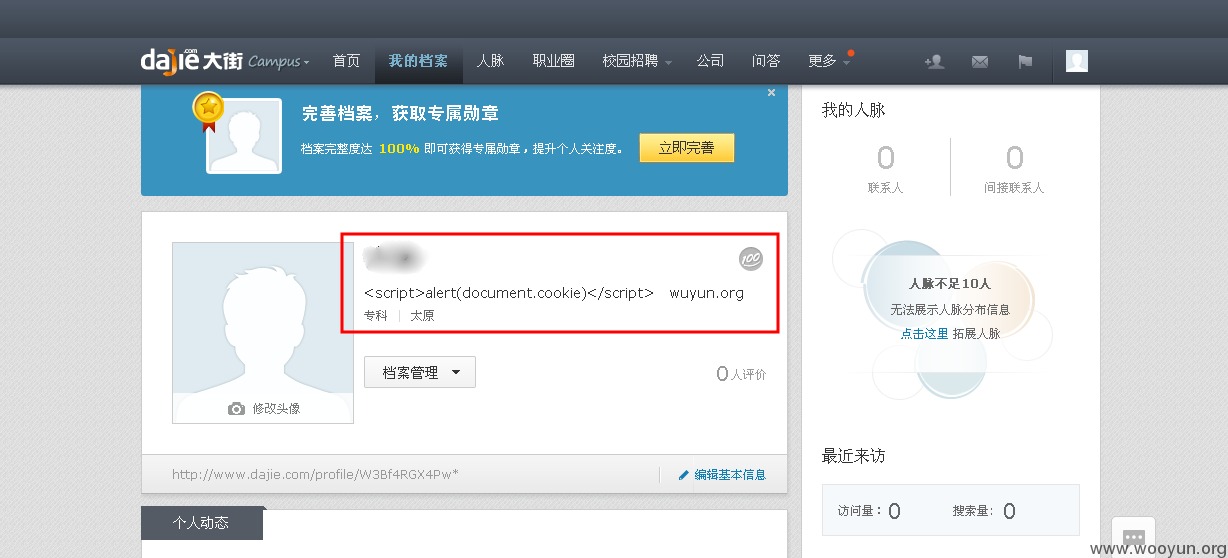 dajie.com大街 Campus 首页 我的档案 人脉 职业圈 校园招聘 公司 问答 更多
完善档案，获取专属勋章
档案完整度达 100% 即可获得专属勋章，提升个人关注度。 立即完善
100
<script>alert(document.cookie)</script> wuyun.org
专科 太原
档案管理
0人评价
修改头像
http://www.dajie.com/profile/W3Bf4RGX4Pw*
编辑基本信息
个人动态
我的人脉
0 0
联系人 间接联系人
人脉不足10人
无法展示人脉分布信息
点击这里 拓展人脉
最近来访
访问量：0 搜索量：0
www.wooyun.org